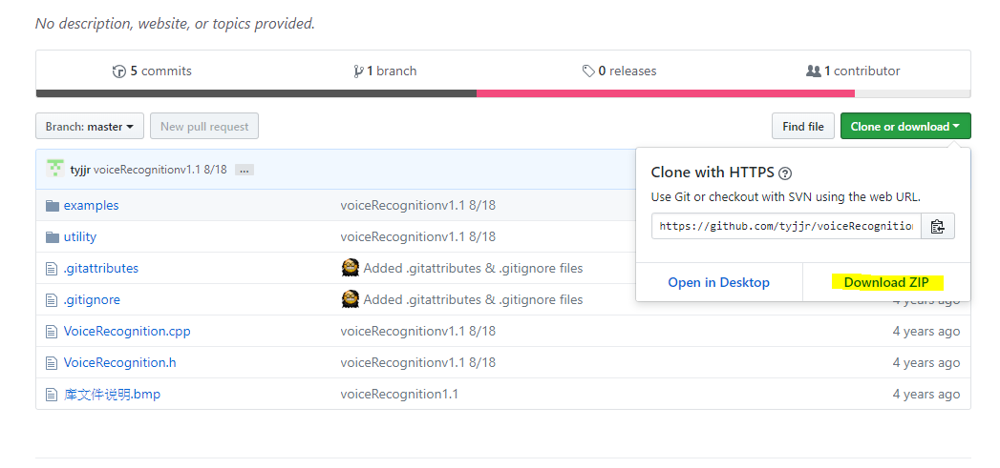 No description, website, or topics provided.
5 commits
1 branch
0 releases
1 contributor
Branch: master
New pull request
Find file
Clone or download
tyjjr voiceRecognitionv1.1 8/18 ...
Clone with HTTPS
Use Git or checkout with SVN using the web URL.
https://github.com/tyjjr/voiceRecognition
Open in Desktop
Download ZIP
examples voiceRecognitionv1.1 8/18
utility voiceRecognitionv1.1 8/18
.gitattributes Added .gitattributes & .gitignore files
.gitignore Added .gitattributes & .gitignore files 4 years ago
VoiceRecognition.cpp voiceRecognitionv1.1 8/18 4 years ago
VoiceRecognition.h voiceRecognitionv1.1 8/18 4 years ago
库文件说明.bmp voiceRecognition1.1 4 years ago